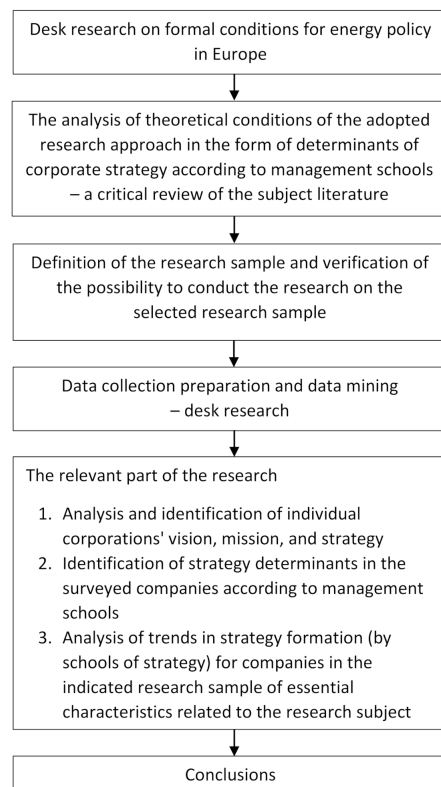 Desk research on formal conditions for energy policy
in Europe
The analysis of theoretical conditions of the adopted
research approach in the form of determinants of
corporate strategy according to management schools
– a critical review of the subject literature
Definition of the research sample and verification of
the possibility to conduct the research on the
selected research sample
Data collection preparation and data mining
– desk research
The relevant part of the research
1. Analysis and identification of individual
corporations' vision, mission, and strategy
2. Identification of strategy determinants in the
surveyed companies according to management
schools
3. Analysis of trends in strategy formation (by
schools of strategy) for companies in the
indicated research sample of essential
characteristics related to the research subject
Conclusions